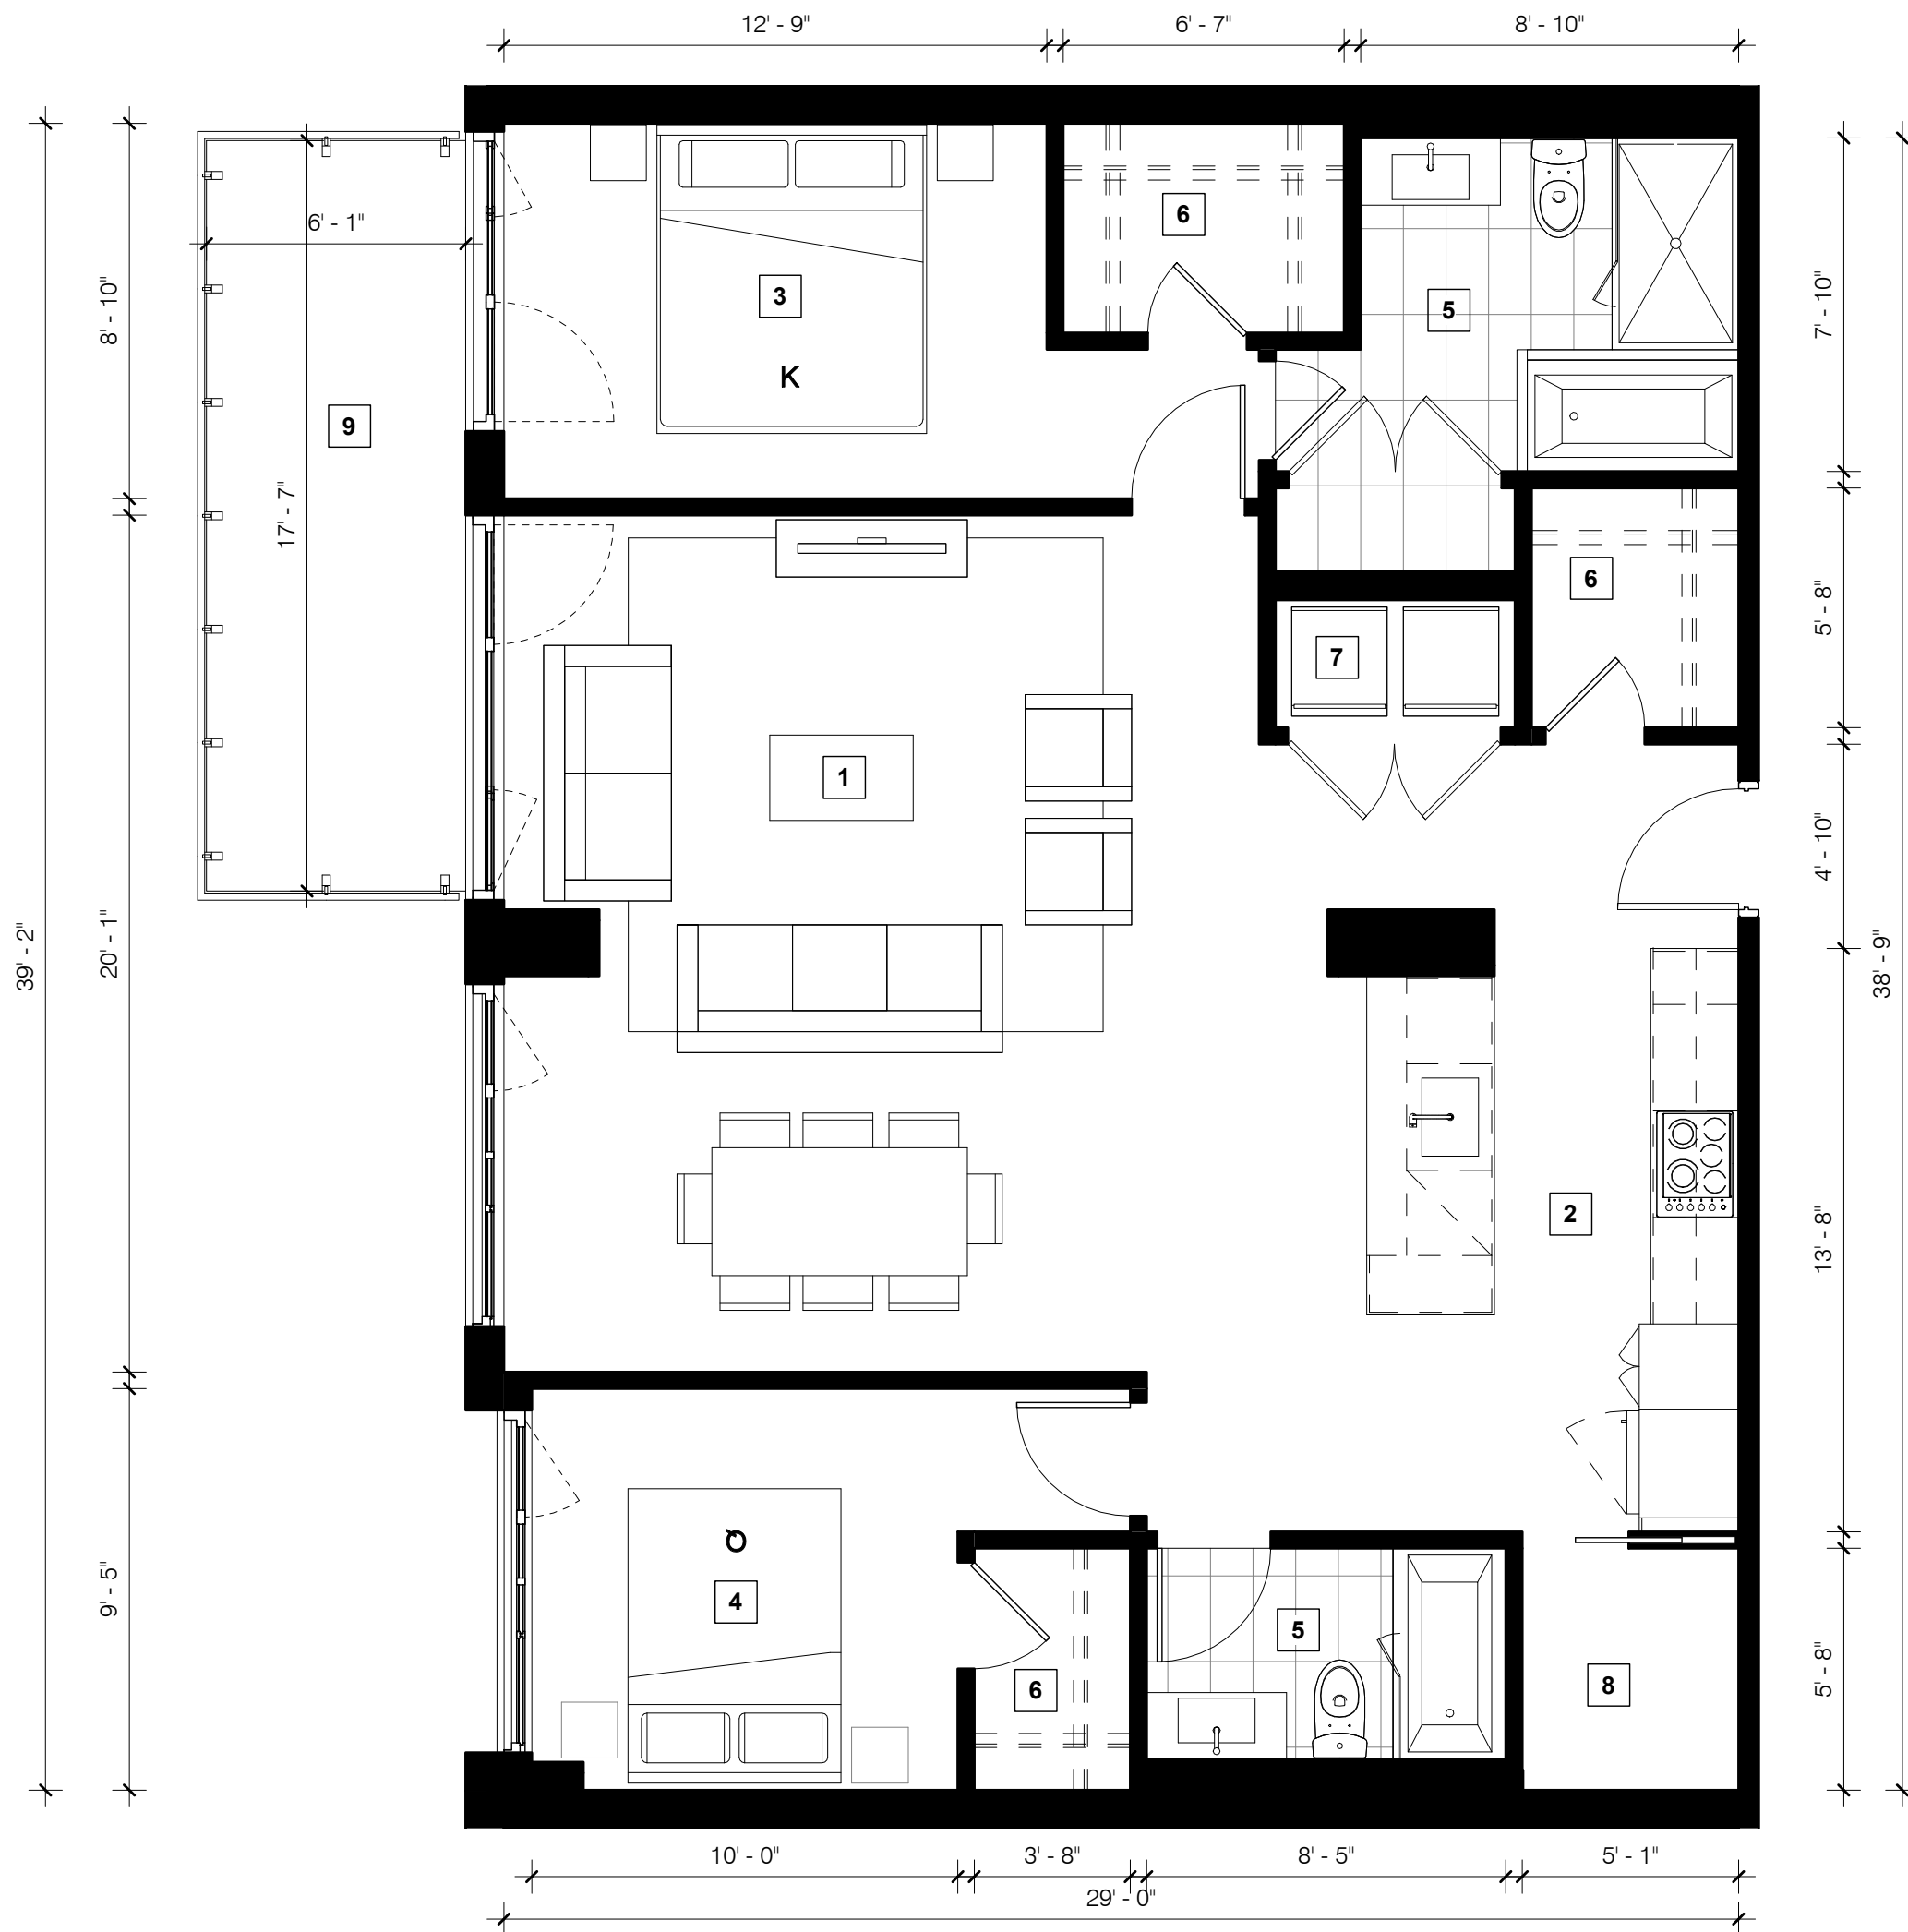 12' - 9"
6' - 7"
8' - 10"
6' - 1"
6
3
5
8' - 10"
7' - 10"
K
9
17' - 7"
6
5' - 8"
7
1
4' - 10"
39' - 2"
20' - 1"
38' - 9"
2
13' - 8"
Q
9' - 5"
4
5
6
8
5' - 8"
10' - 0"
3' - 8"
8' - 5"
5' - 1"
29' - 0"